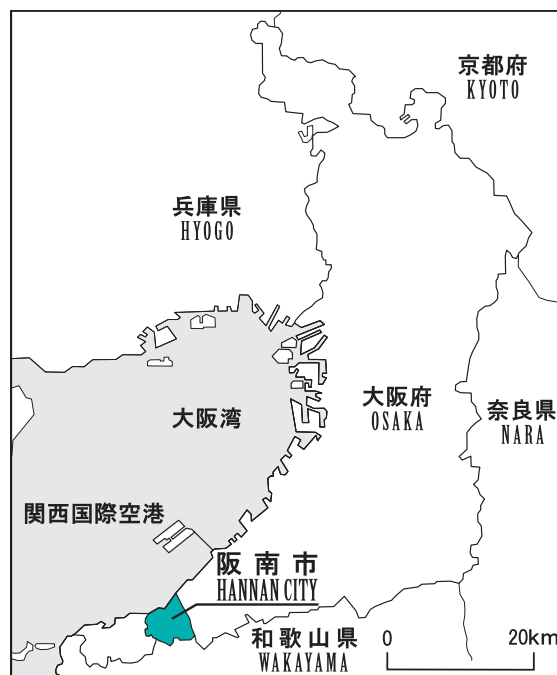 京都府
KYOTO
兵庫県
HYOGO
大阪府
OSAKA
大阪湾
奈良県
NARA
関西国際空港
阪南市
HANNAN CITY
和歌山県
WAKAYAMA
0 20km